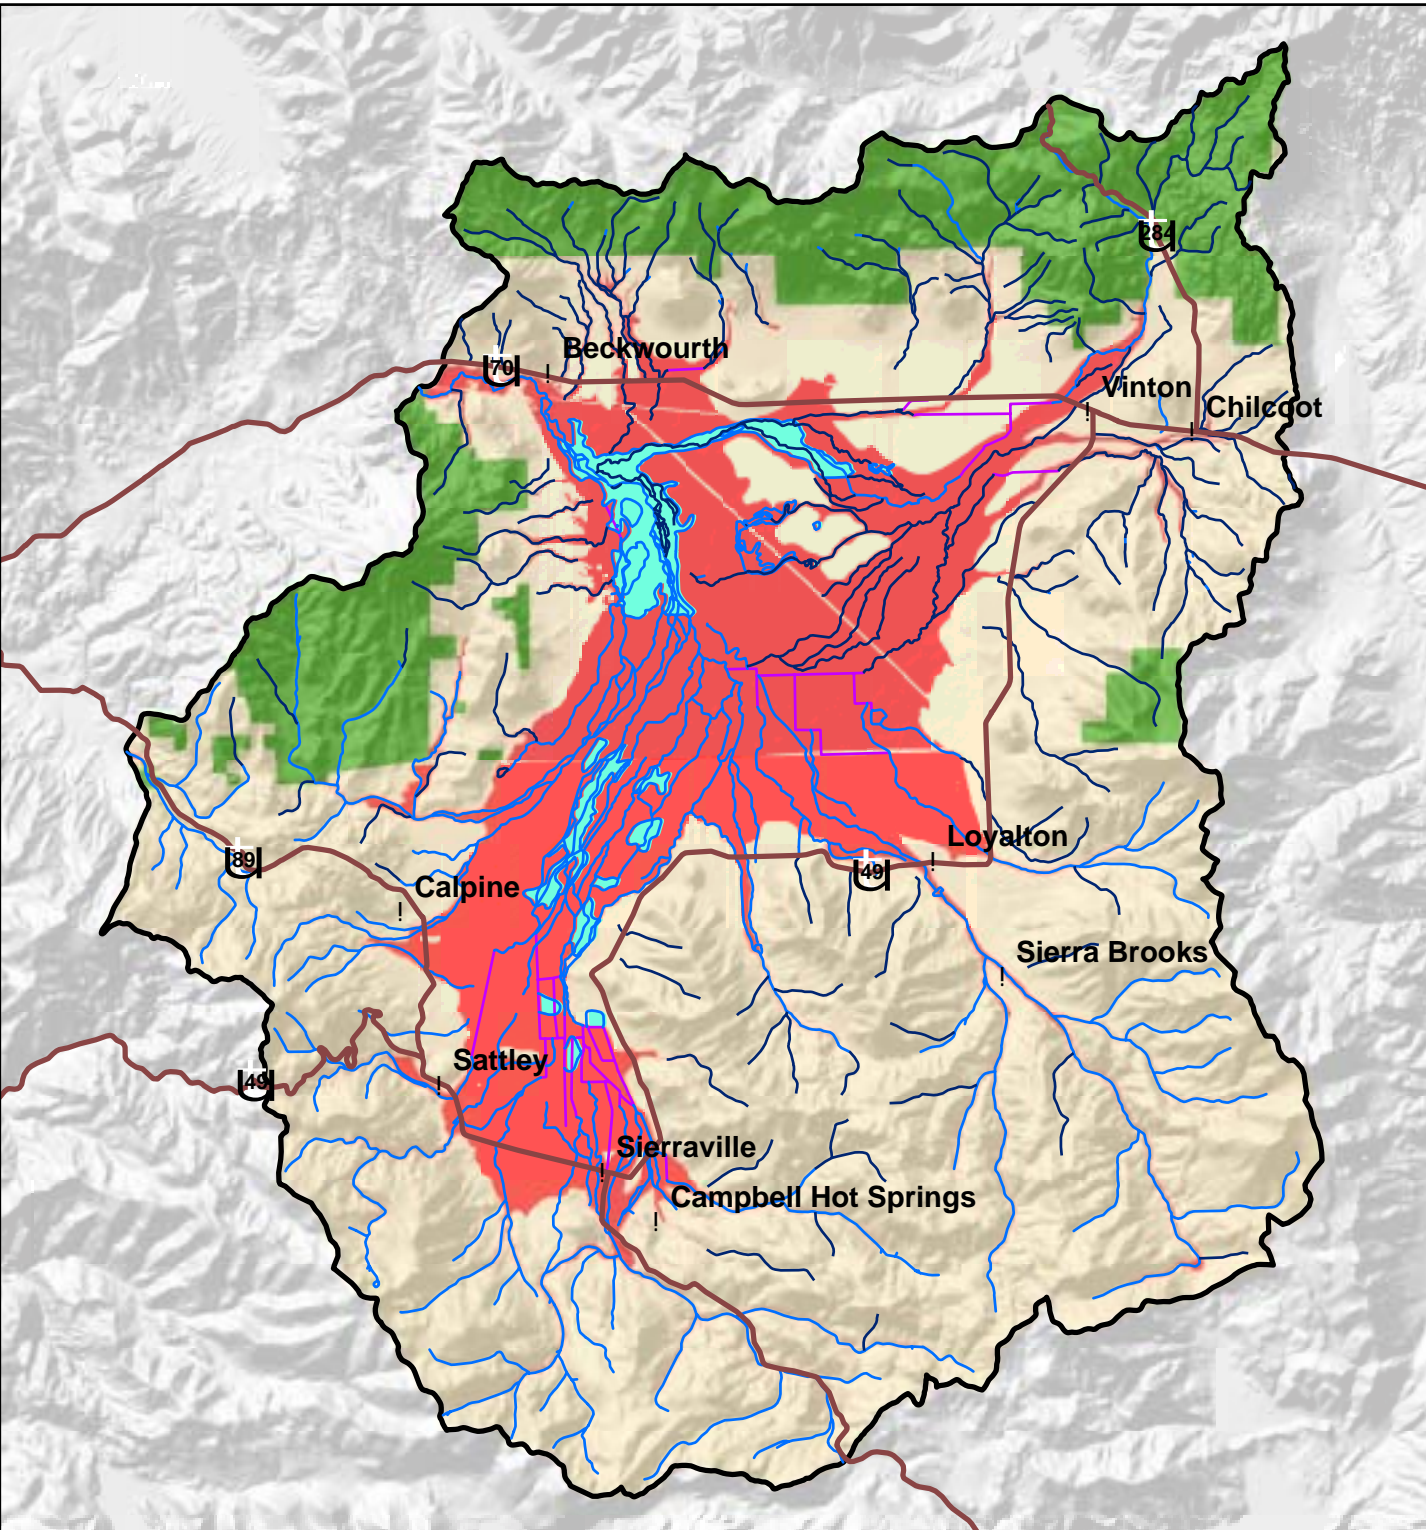 284
Beckwourth
70
!
Vinton
!
Chilcoot
!
Loyalton
!
89
49
Calpine
!
Sierra Brooks
!
Sattley
!
49
Sierraville
!
Campbell Hot Springs
!